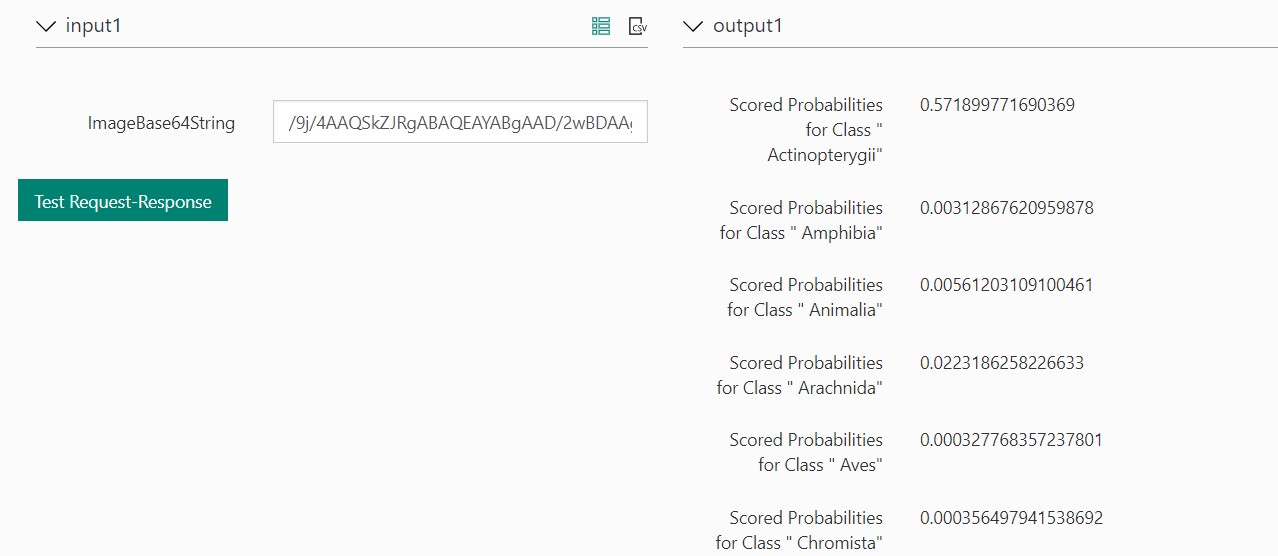 input1
CSV
ImageBase64String
/9j/4AAQSkZJRgABAQEAYABgAAD/2wBDAA
Test Request-Response
output1
Scored Probabilities
for Class "
Actinopterygii"
0.571899771690369
Scored Probabilities
for Class " Amphibia"
0.00312867620959878
Scored Probabilities
for Class " Animalia"
0.00561203109100461
Scored Probabilities
for Class " Arachnida"
0.0223186258226633
Scored Probabilities
for Class " Aves"
0.000327768357237801
Scored Probabilities
for Class " Chromista"
0.000356497941538692